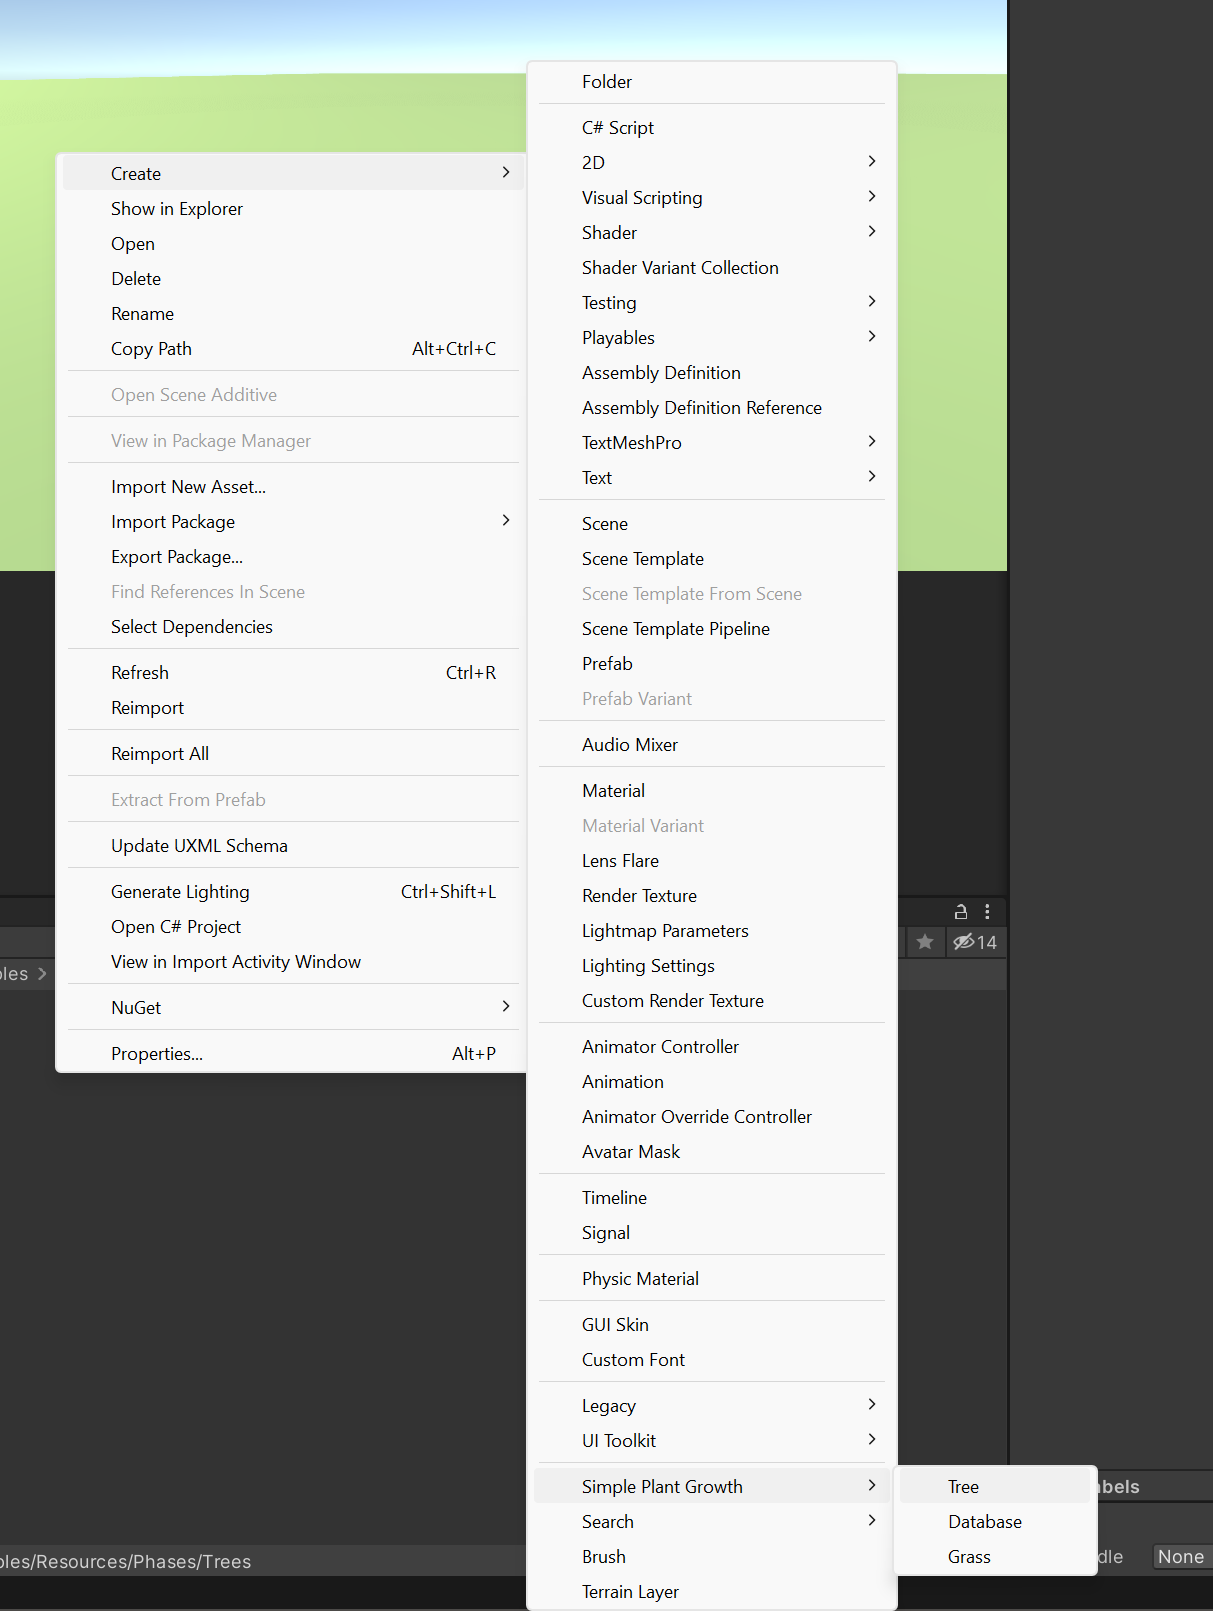 Create
Show in Explorer
Open
Delete
Rename
Copy Path Alt+Ctrl+C
Open Scene Additive
View in Package Manager
Import New Asset...
Import Package
Export Package...
Find References In Scene
Select Dependencies
Refresh Ctrl+R
Reimport
Reimport All
Extract From Prefab
Update UXML Schema
Generate Lighting Ctrl+Shift+L
Open C# Project
View in Import Activity Window
NuGet
Properties... Alt+P
Folder
C# Script
2D
Visual Scripting
Shader
Shader Variant Collection
Testing
Playables
Assembly Definition
Assembly Definition Reference
TextMeshPro
Text
Scene
Scene Template
Scene Template From Scene
Scene Template Pipeline
Prefab
Prefab Variant
Audio Mixer
Material
Material Variant
Lens Flare
Render Texture
Lightmap Parameters
Lighting Settings
Custom Render Texture
Animator Controller
Animation
Animator Override Controller
Avatar Mask
Timeline
Signal
Physic Material
GUI Skin
Custom Font
Legacy
UI Toolkit
Simple Plant Growth
Search
Brush
Terrain Layer
Tree
Database
Grass
14
les
bels
dle None
les/Resources/Phases/Trees